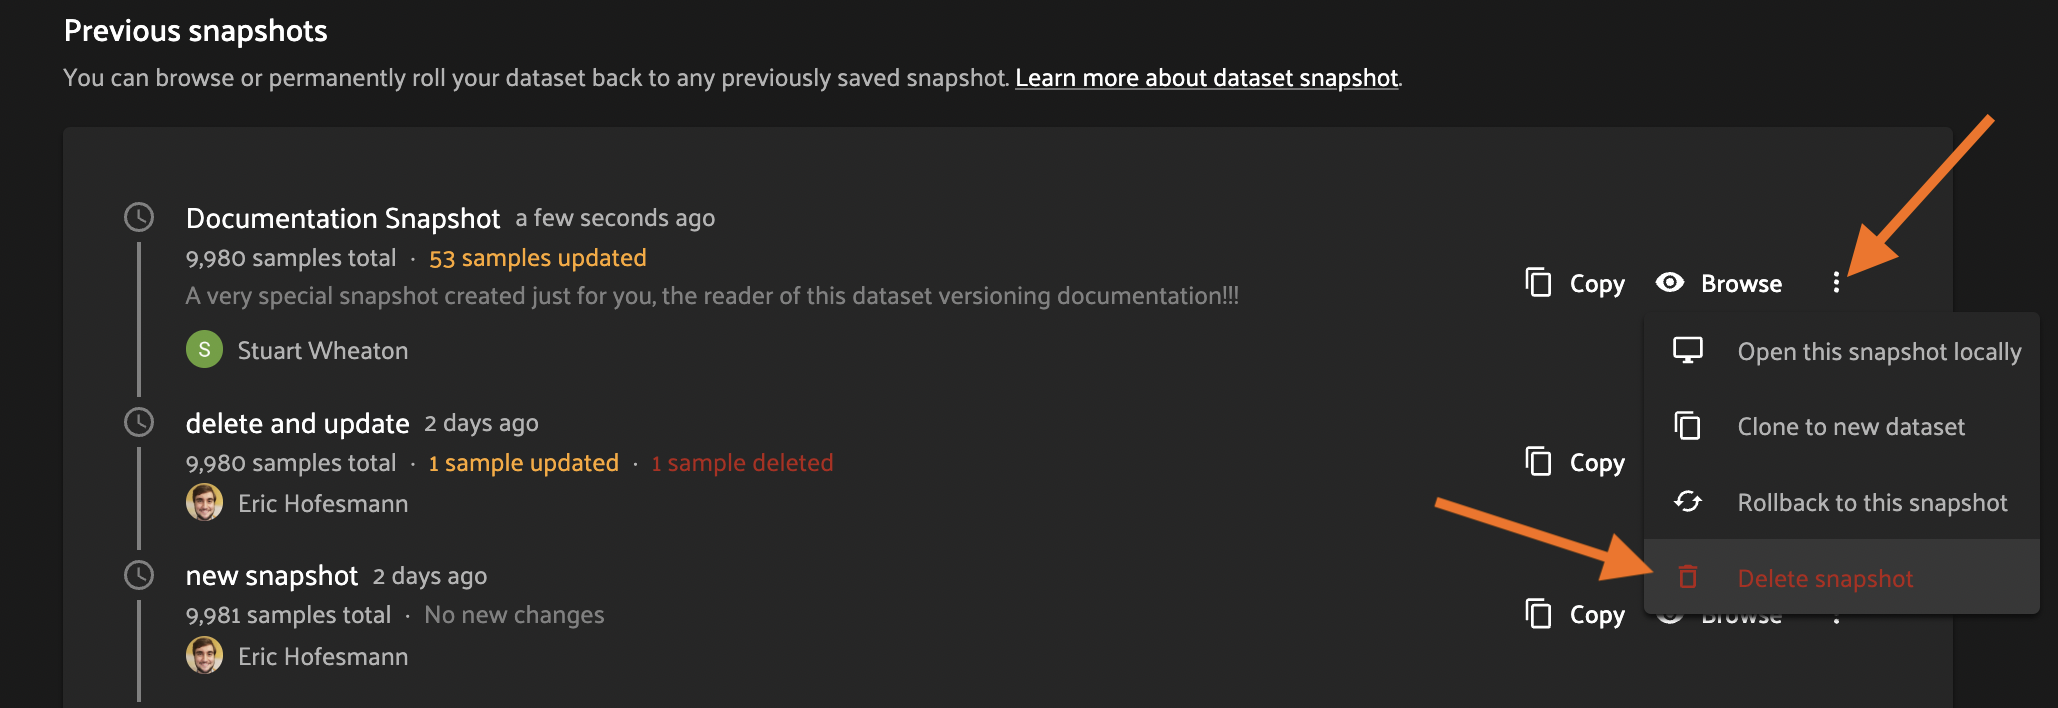 Previous snapshots
You can browse or permanently roll your dataset back to any previously saved snapshot. Learn more about dataset snapshot.
Documentation Snapshot a few seconds ago
9,980 samples total · 53 samples updated
A very special snapshot created just for you, the reader of this dataset versioning documentation!!!
Copy Browse
S Stuart Wheaton
Open this snapshot locally
Clone to new dataset
Rollback to this snapshot
Delete snapshot
delete and update 2 days ago
9,980 samples total · 1 sample updated · 1 sample deleted
Copy
Eric Hofesmann
new snapshot 2 days ago
9,981 samples total · No new changes
Copy Browse
Eric Hofesmann